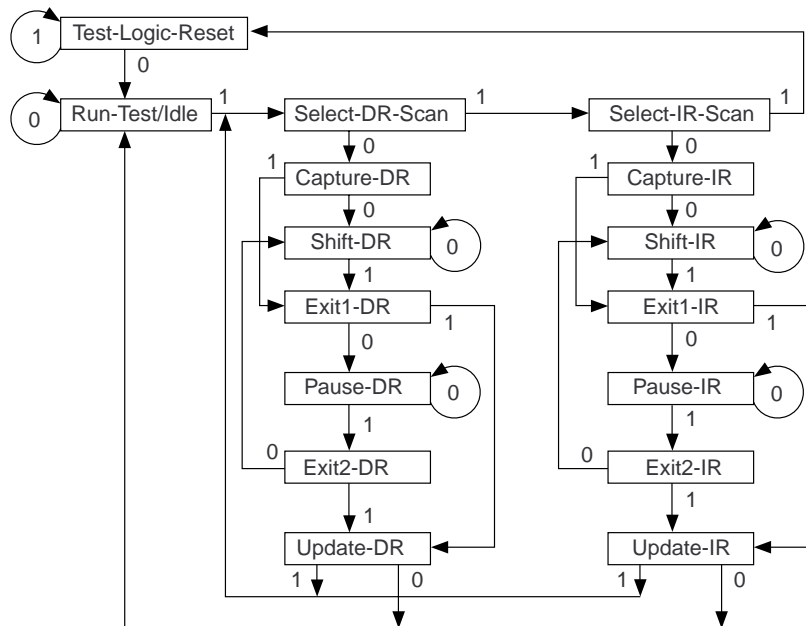 1 Test-Logic-Reset
0
0 Run-Test/Idle 1 Select-DR-Scan 1 Select-IR-Scan 1
0 0
1 Capture-DR 1 Capture-IR
0 0
Shift-DR 0 Shift-IR 0
1 1
Exit1-DR 1 Exit1-IR 1
0 0
Pause-DR 0 Pause-IR 0
1 1
0 Exit2-DR 0 Exit2-IR
1 1
Update-DR Update-IR
1 0 1 0